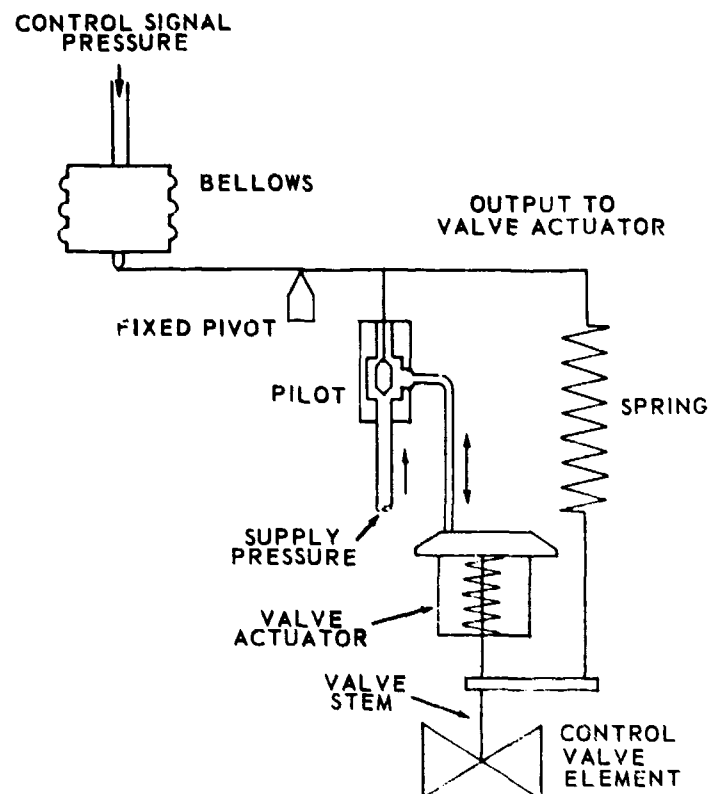 CONTROL SIGNAL
PRESSURE
BELLOWS
OUTPUT TO
VALVE ACTUATOR
FIXED PIVOT
PILOT
SPRING
SUPPLY
PRESSURE
VALVE
ACTUATOR
VALVE
STEM
CONTROL
VALVE
ELEMENT